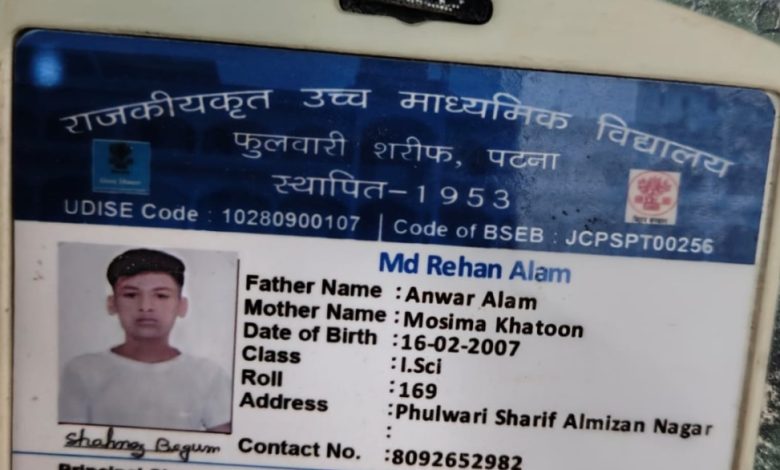 राजकीयकृत उच्च माध्यमिक विद्यालय
फुलवारी शरीफ, पटना
स्थापित-1953
UDISE Code : 10280900107 | Code of BSEB : JCPSPT00256
Md Rehan Alam
Father Name : Anwar Alam
Mother Name : Mosima Khatoon
Date of Birth : 16-02-2007
Class : I.Sci
Roll : 169
Address : Phulwari Sharif Almizan Nagar
:
Contact No. : 8092652982
Shahnaz Begum